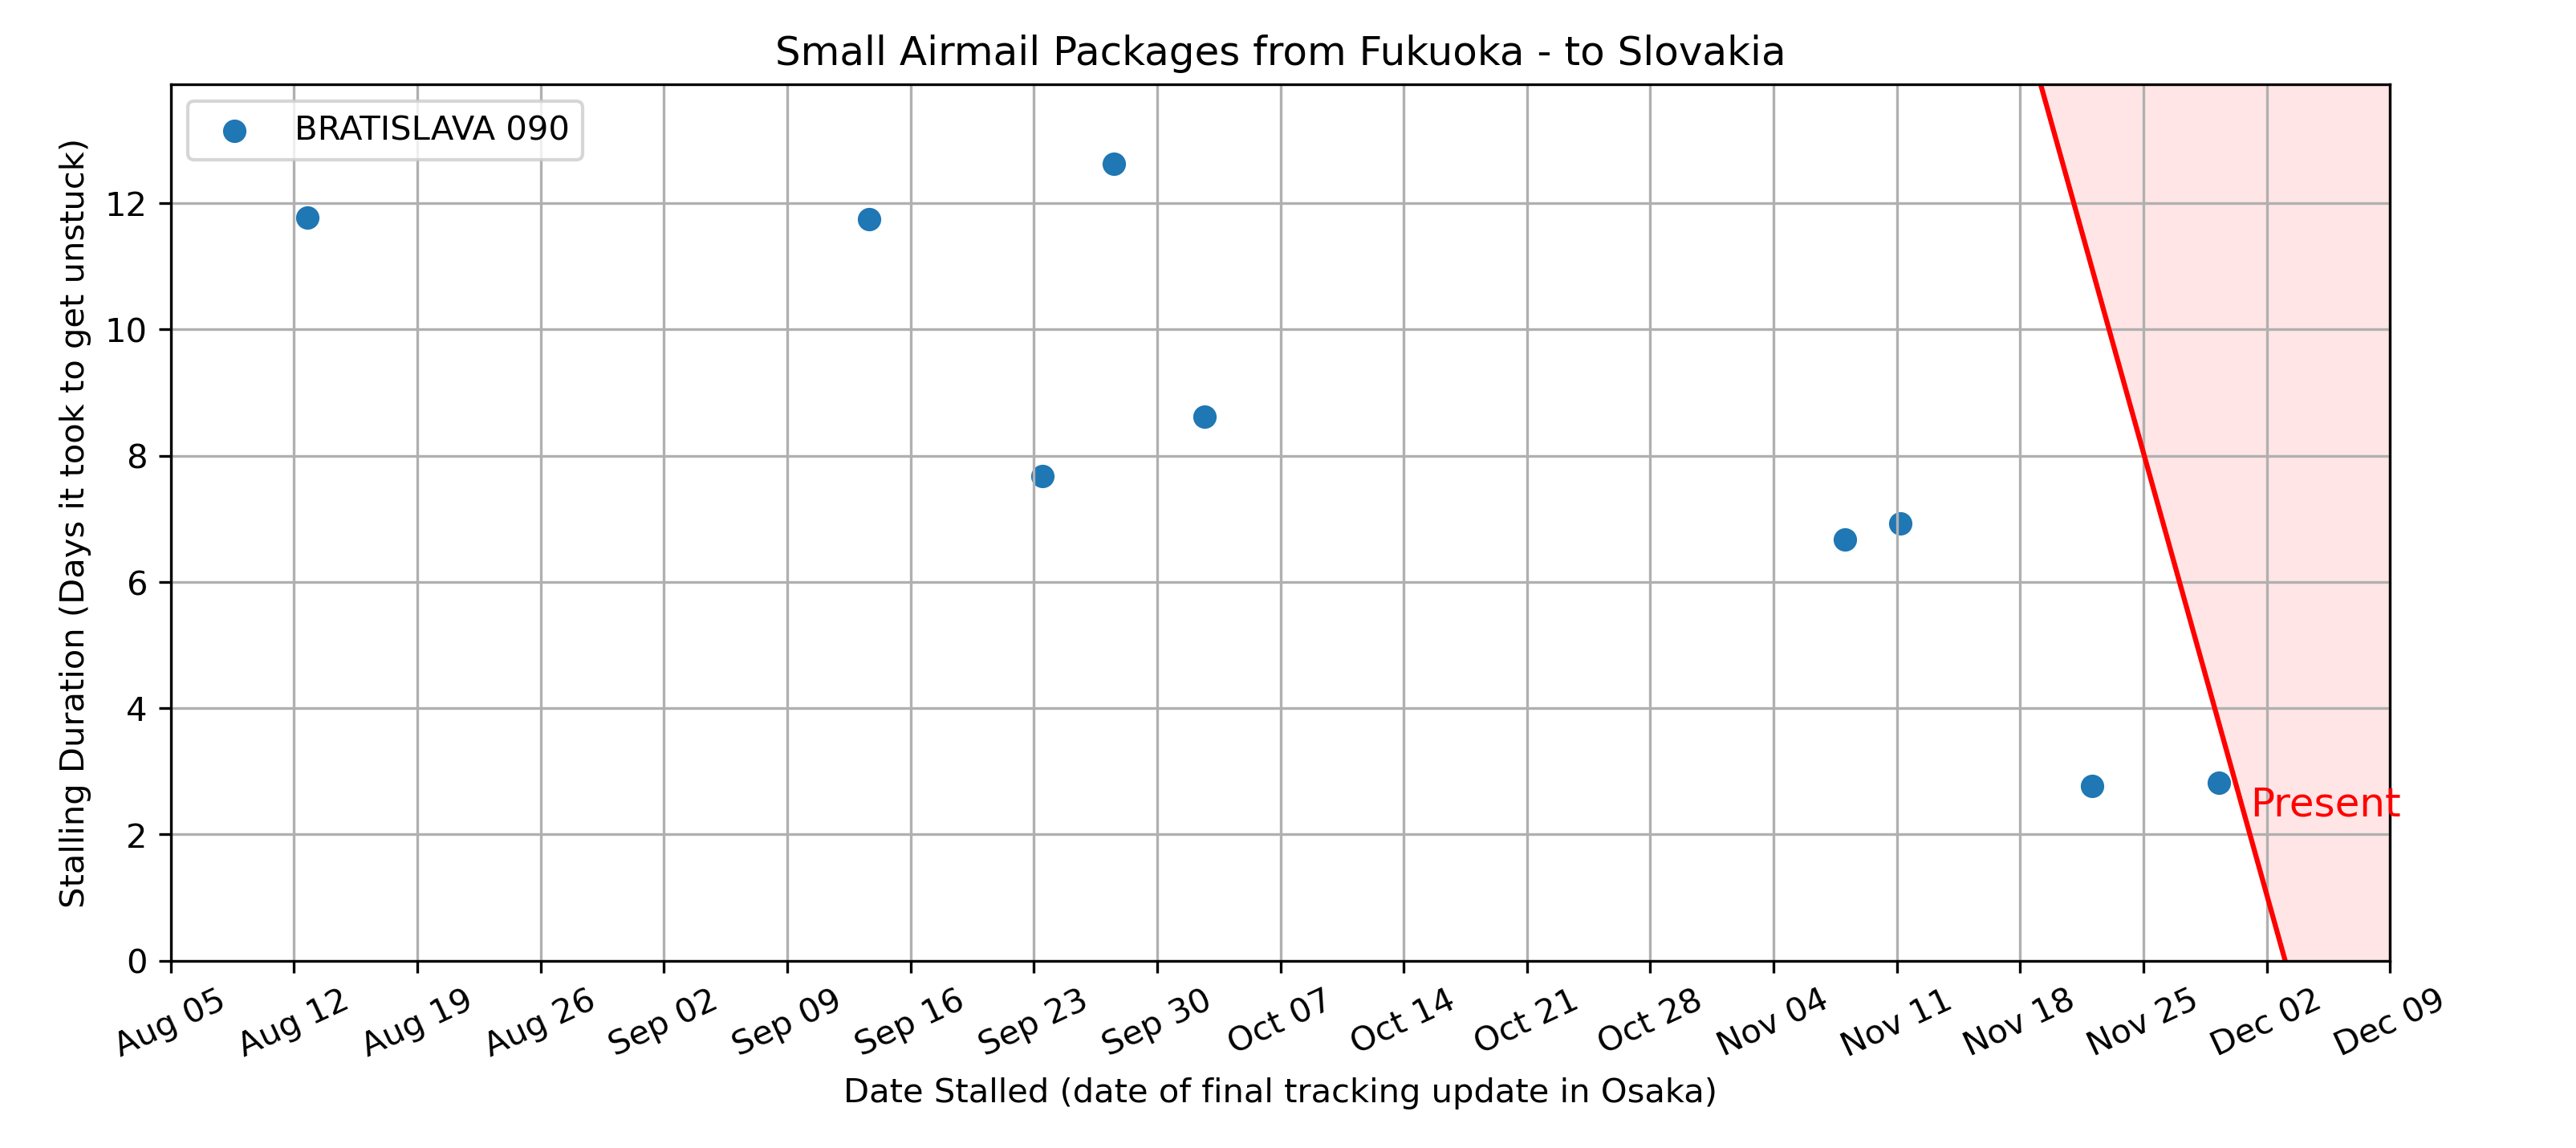 Small Airmail Packages from Fukuoka - to Slovakia
BRATISLAVA 090
Stalling Duration (Days it took to get unstuck)
12
10
8
6
4
2
0
Present
Aug 05
Aug 12
Aug 19
Aug 26
Sep 02
Sep 09
Sep 16
Sep 23
Sep 30
Oct 07
Oct 14
Oct 21
Oct 28
Nov 04
Nov 11
Nov 18
Nov 25
Dec 02
Dec 09
Date Stalled (date of final tracking update in Osaka)